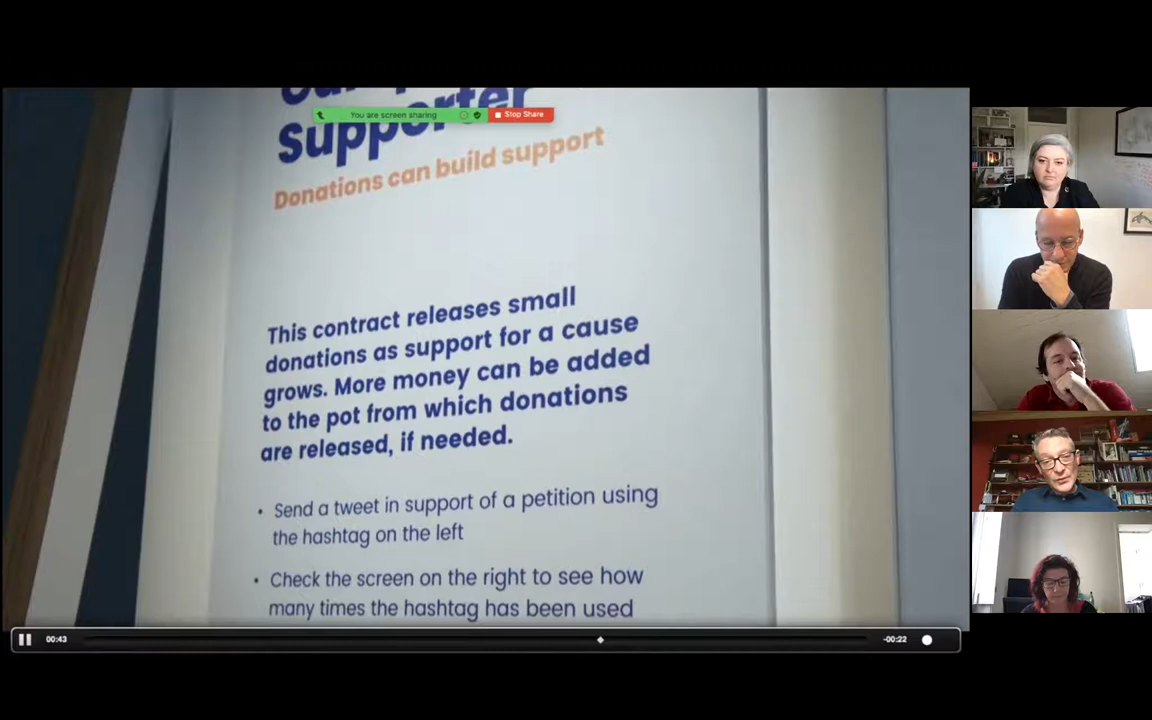 Supporter
You are screen sharing
Stop Share
Donations can build support
This contract releases small
donations as support for a cause
grows. More money can be added
to the pot from which donations
are released, if needed.
• Send a tweet in support of a petition using
the hashtag on the left
• Check the screen on the right to see how
many times the hashtag has been used
00:43
-00:22